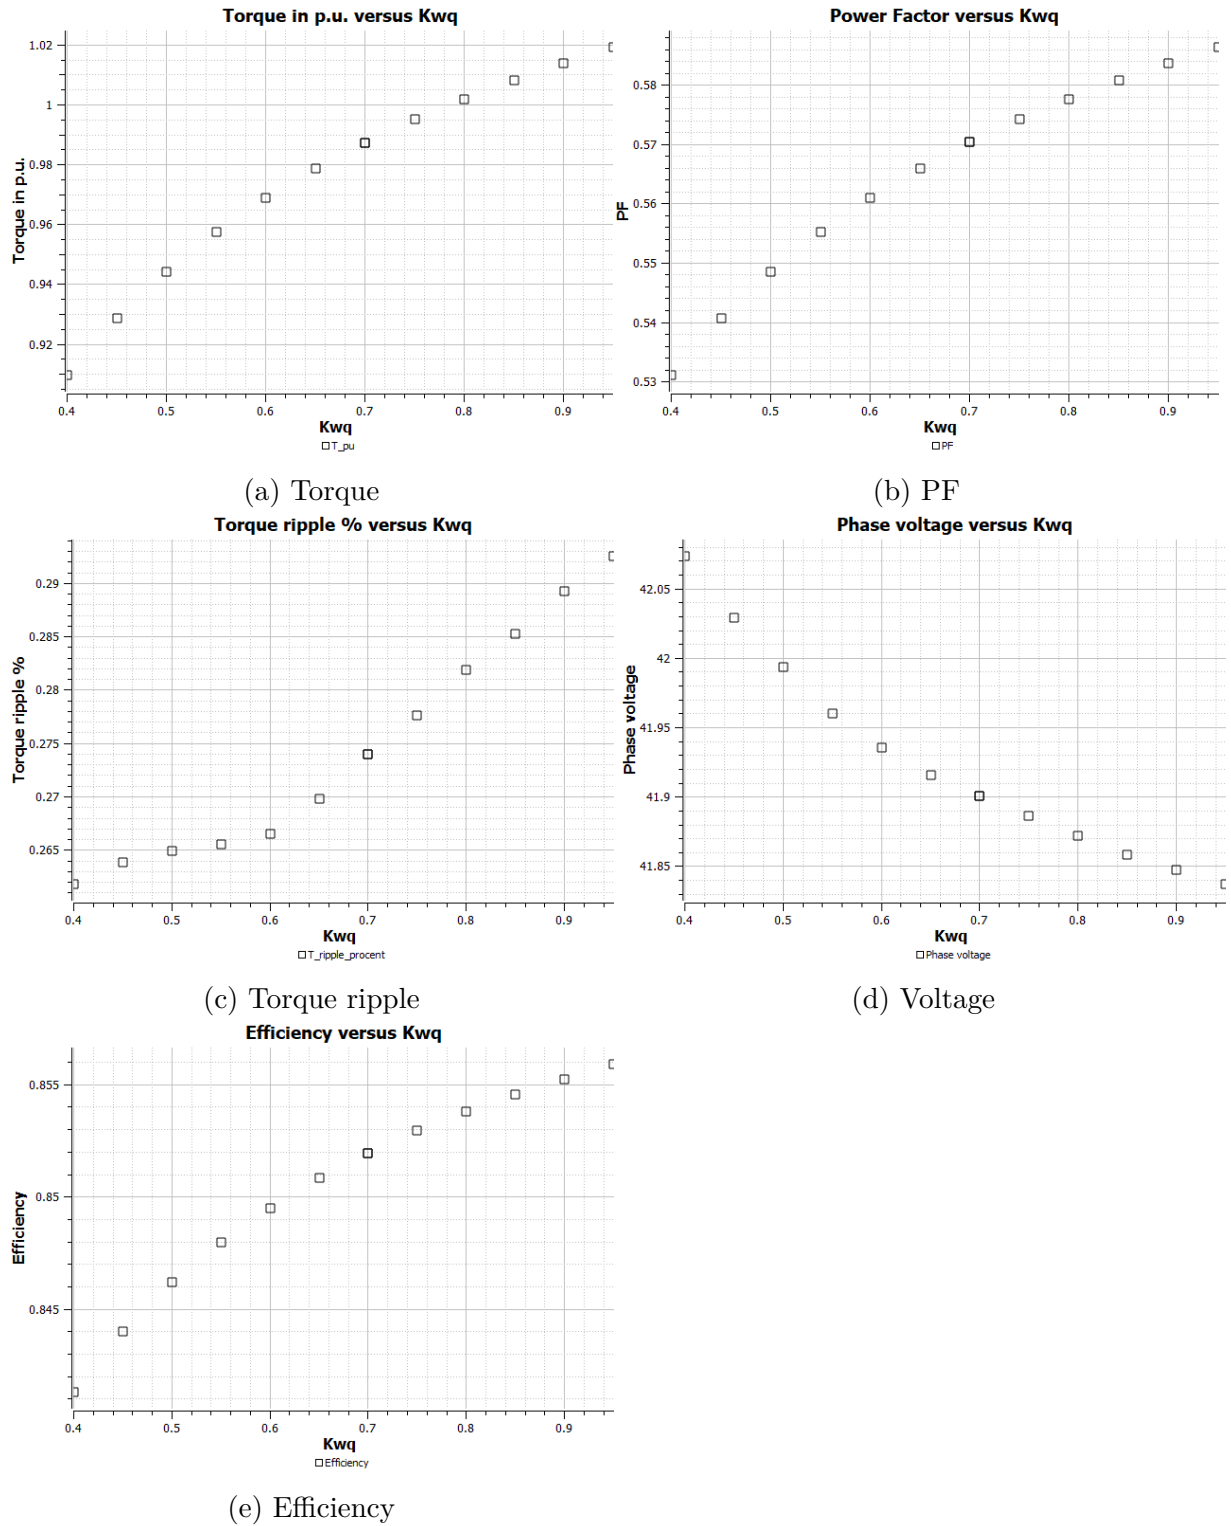 Torque in p.u. versus Kwq
Torque in p.u.
1.02
1
0.98
0.96
0.94
0.92
0.4 0.5 0.6 0.7 0.8 0.9
Kwq
T_pu
(a) Torque
Power Factor versus Kwq
PF
0.58
0.57
0.56
0.55
0.54
0.53
0.4 0.5 0.6 0.7 0.8 0.9
Kwq
PF
(b) PF
Torque ripple % versus Kwq
Torque ripple %
0.29
0.285
0.28
0.275
0.27
0.265
0.4 0.5 0.6 0.7 0.8 0.9
Kwq
T_ripple_procent
(c) Torque ripple
Phase voltage versus Kwq
Phase voltage
42.05
42
41.95
41.9
41.85
0.4 0.5 0.6 0.7 0.8 0.9
Kwq
Phase voltage
(d) Voltage
Efficiency versus Kwq
Efficiency
0.855
0.85
0.845
0.4 0.5 0.6 0.7 0.8 0.9
Kwq
Efficiency
(e) Efficiency